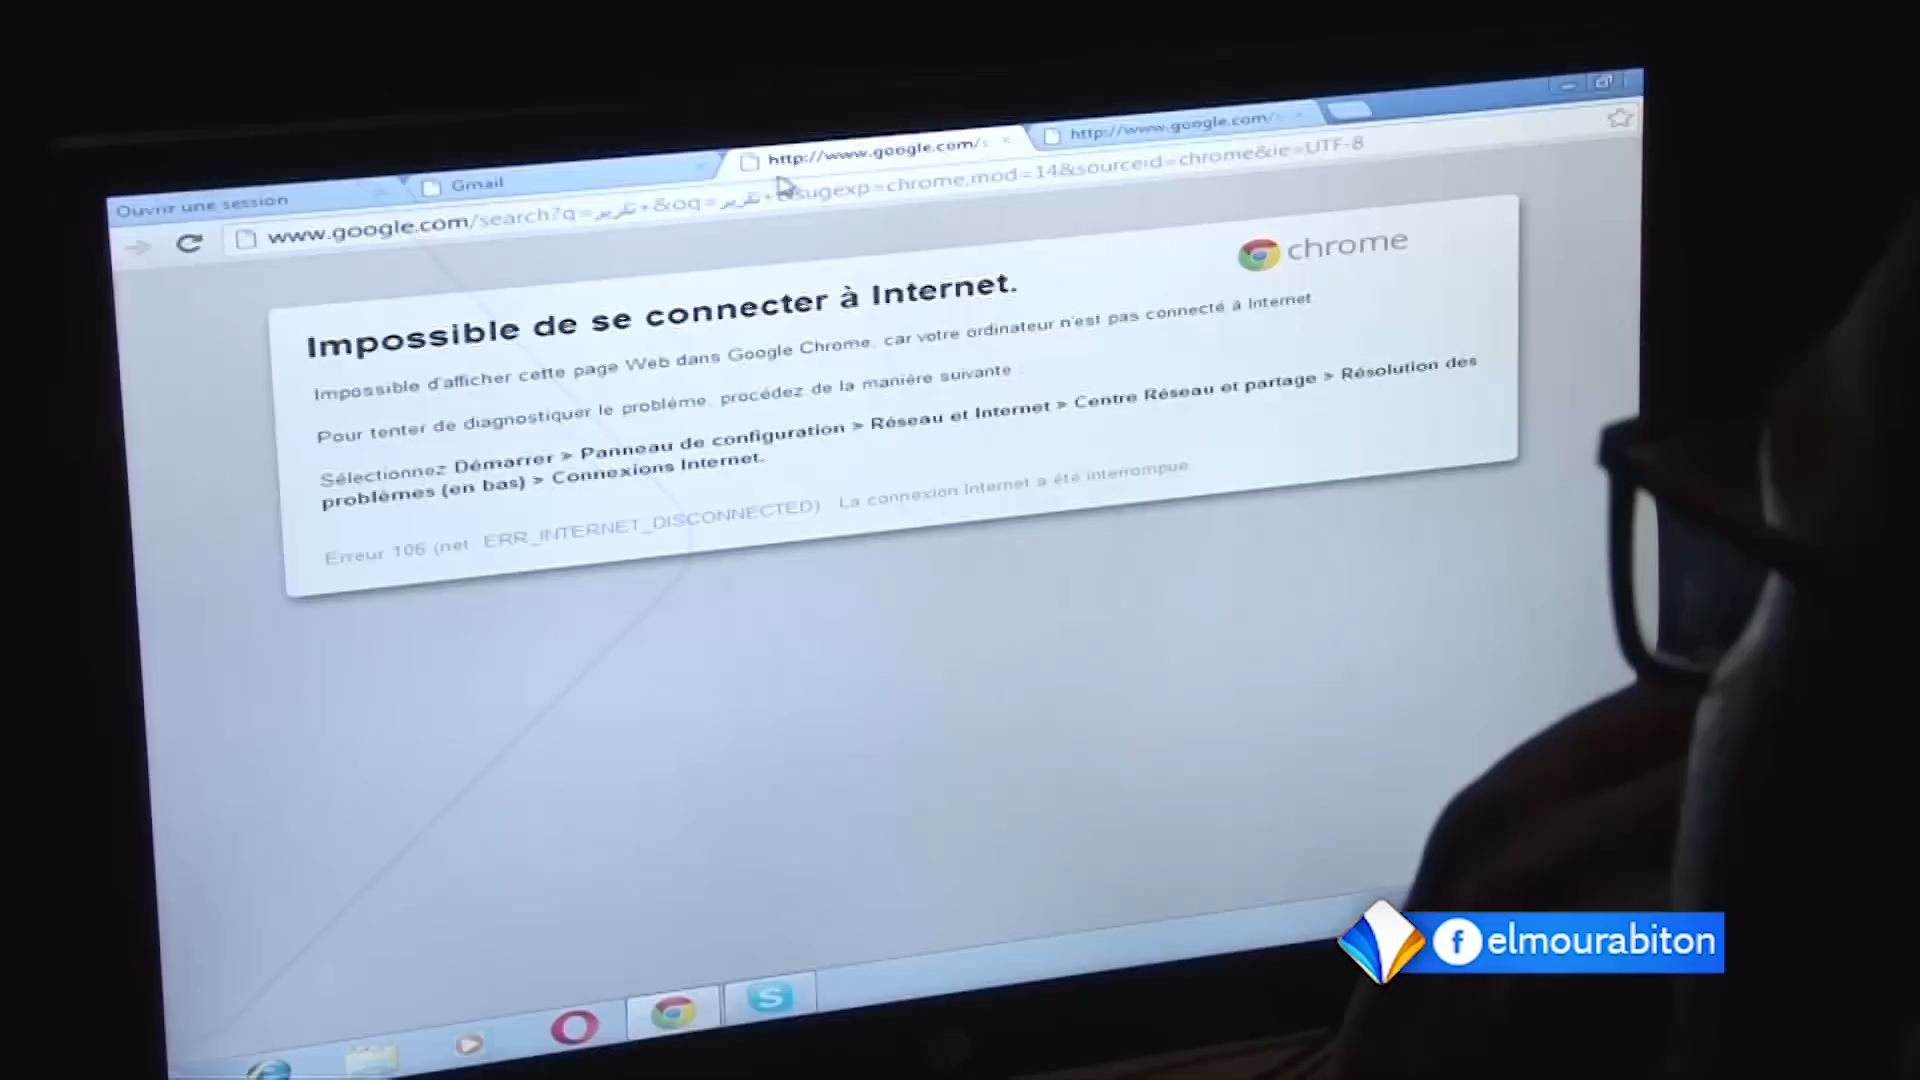 Ouvrir une session
Gmail
http://www.google.com/s
http://www.google.com/
www.google.com/search?q=تقرير+&oq=تقرير+&sugexp=chrome,mod=14&sourceid=chrome&ie=UTF-8
chrome
Impossible de se connecter à Internet.
Impossible d'afficher cette page Web dans Google Chrome, car votre ordinateur n'est pas connecté à Internet.
Pour tenter de diagnostiquer le problème, procédez de la manière suivante :
Sélectionnez Démarrer > Panneau de configuration > Réseau et Internet > Centre Réseau et partage > Résolution des
problèmes (en bas) > Connexions Internet.
Erreur 106 (net ERR_INTERNET_DISCONNECTED) La connexion Internet a été interrompue
elmourabiton